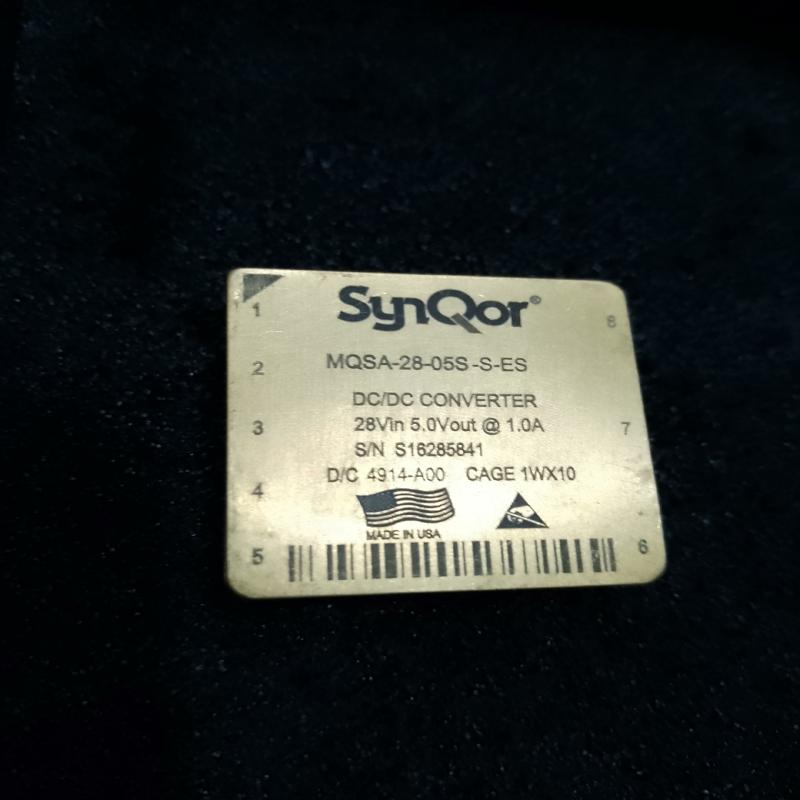 SynQor®
MQSA-28-05S-S-ES
DC/DC CONVERTER
28Vin 5.0Vout @ 1.0A
S/N S16285841
D/C 4914-A00 CAGE 1WX10
MADE IN USA
1
2
3
4
5
6
7
8